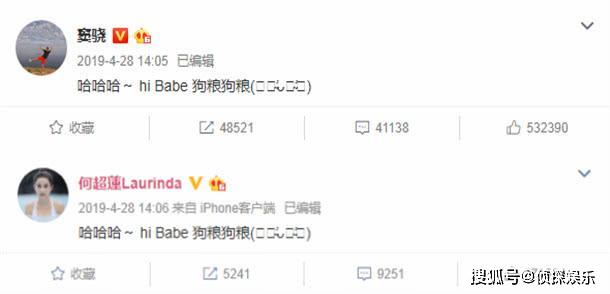 窦骁
2019-4-28 14:05 已编辑
哈哈哈~ hi Babe 狗粮狗粮(□□̴□)
收藏 48521 41138 532390
何超蓮Laurinda
2019-4-28 14:06 来自 iPhone客户端 已编辑
哈哈哈~ hi Babe 狗粮狗粮(□□̴□)
收藏 5241 9251
搜狐号@侦探娱乐